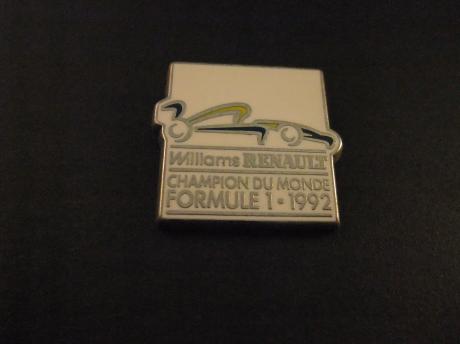 Williams RENAULT
CHAMPION DU MONDE
FORMULE 1 • 1992